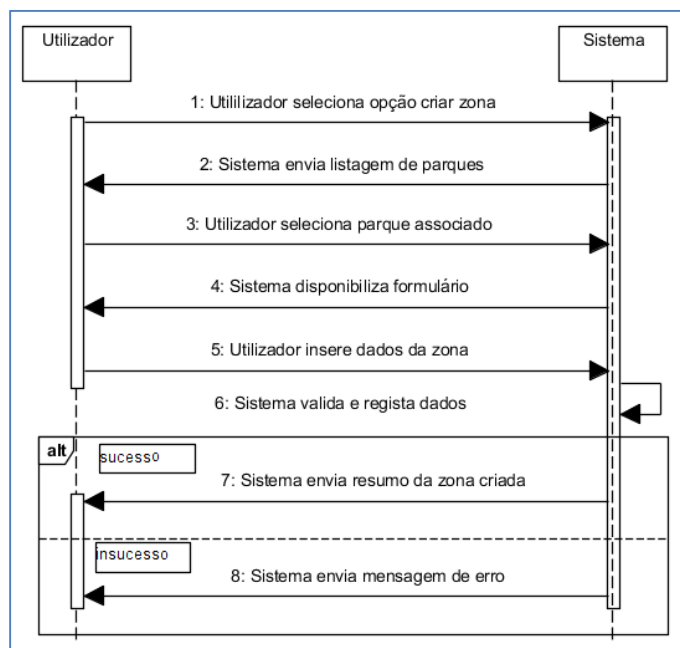 Utilizador
Sistema
1: Utililizador seleciona opção criar zona
2: Sistema envia listagem de parques
3: Utilizador seleciona parque associado
4: Sistema disponibiliza formulário
5: Utilizador insere dados da zona
6: Sistema valida e regista dados
alt
sucesso
7: Sistema envia resumo da zona criada
insucesso
8: Sistema envia mensagem de erro